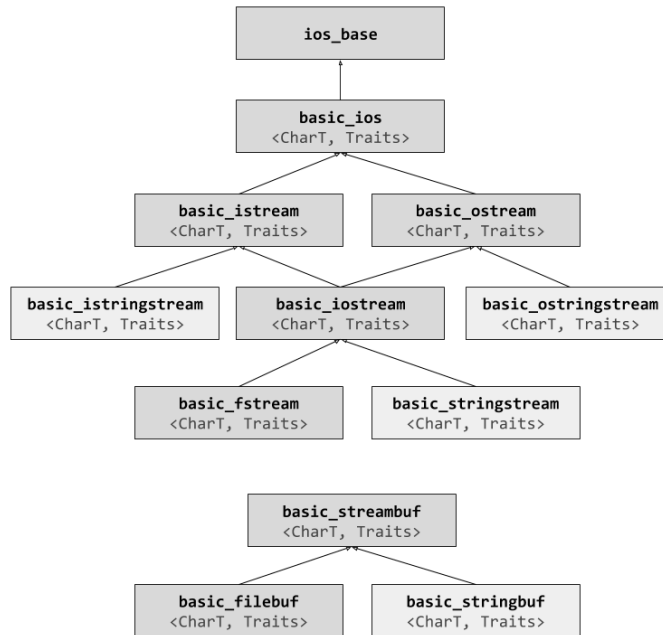 ios_base
basic_ios
<CharT, Traits>
basic_istream
<CharT, Traits>
basic_ostream
<CharT, Traits>
basic_istringstream
<CharT, Traits>
basic_iostream
<CharT, Traits>
basic_ostringstream
<CharT, Traits>
basic_fstream
<CharT, Traits>
basic_stringstream
<CharT, Traits>
basic_streambuf
<CharT, Traits>
basic_filebuf
<CharT, Traits>
basic_stringbuf
<CharT, Traits>